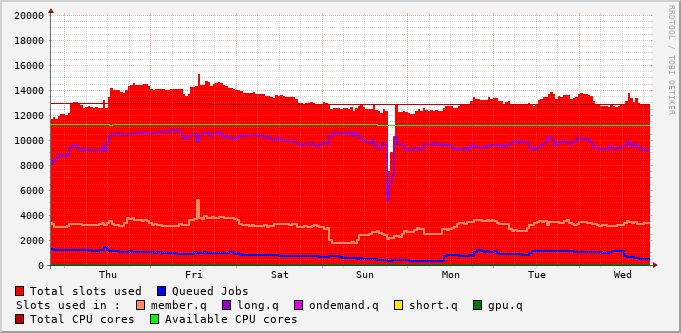 20000
18000
16000
14000
12000
10000
8000
6000
4000
2000
0
Thu Fri Sat Sun Mon Tue Wed
RRDTOOL / TOBI OETIKER
Total slots used Queued Jobs
Slots used in : member.q long.q ondemand.q short.q gpu.q
Total CPU cores Available CPU cores